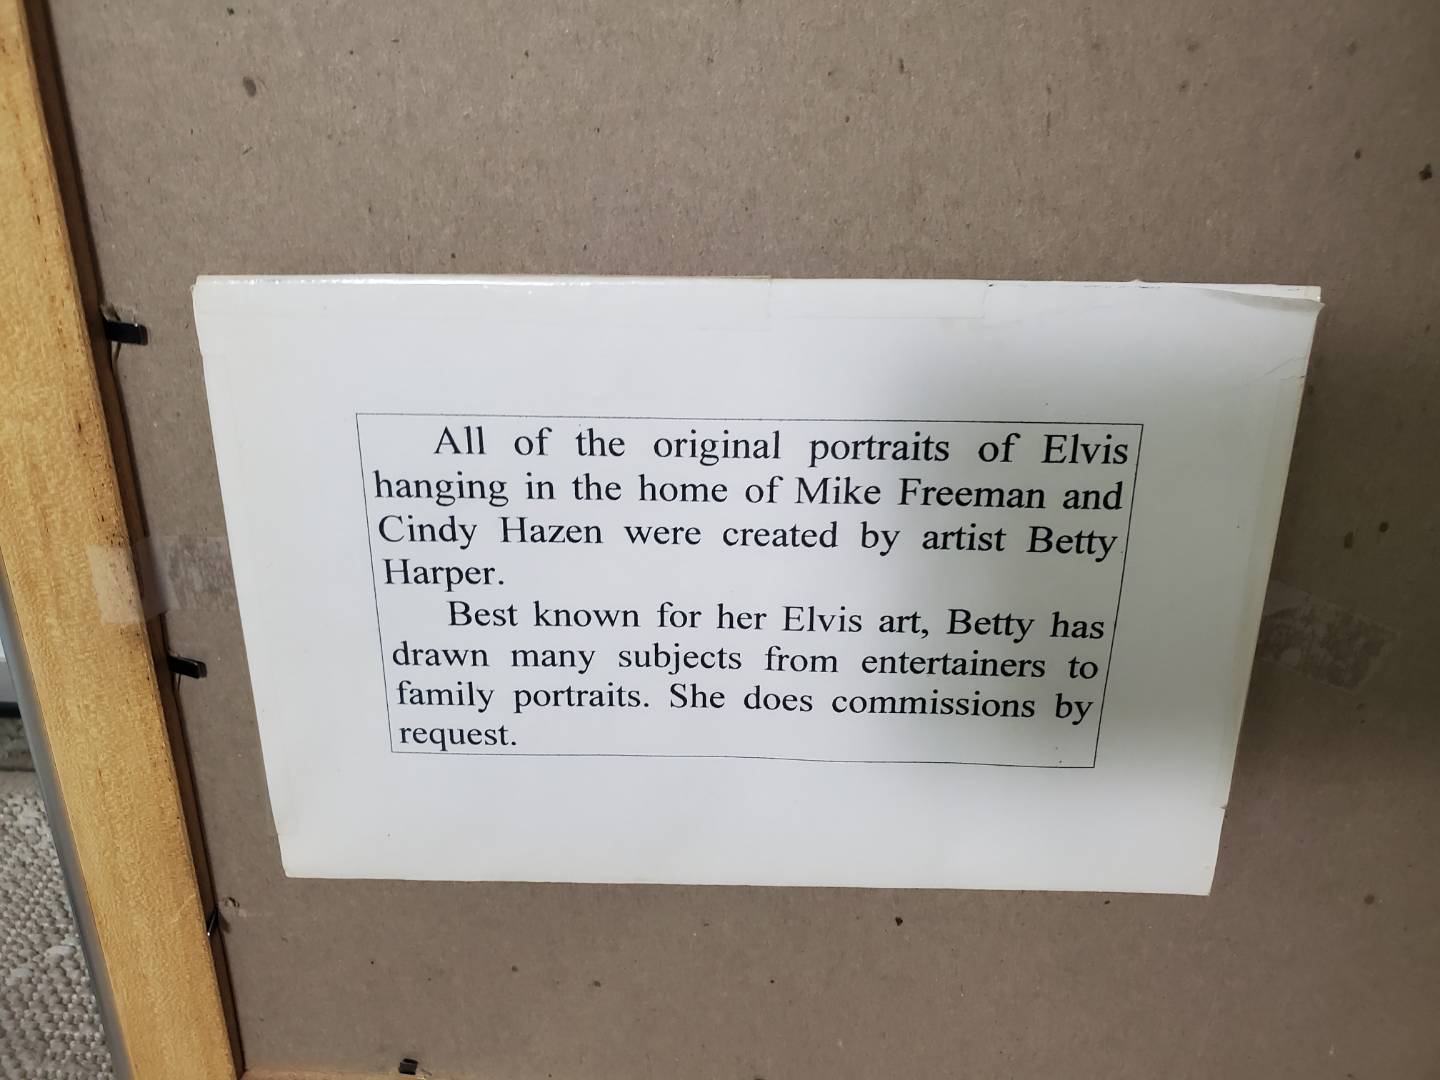 All of the original portraits of Elvis
hanging in the home of Mike Freeman and
Cindy Hazen were created by artist Betty
Harper.
Best known for her Elvis art, Betty has
drawn many subjects from entertainers to
family portraits. She does commissions by
request.